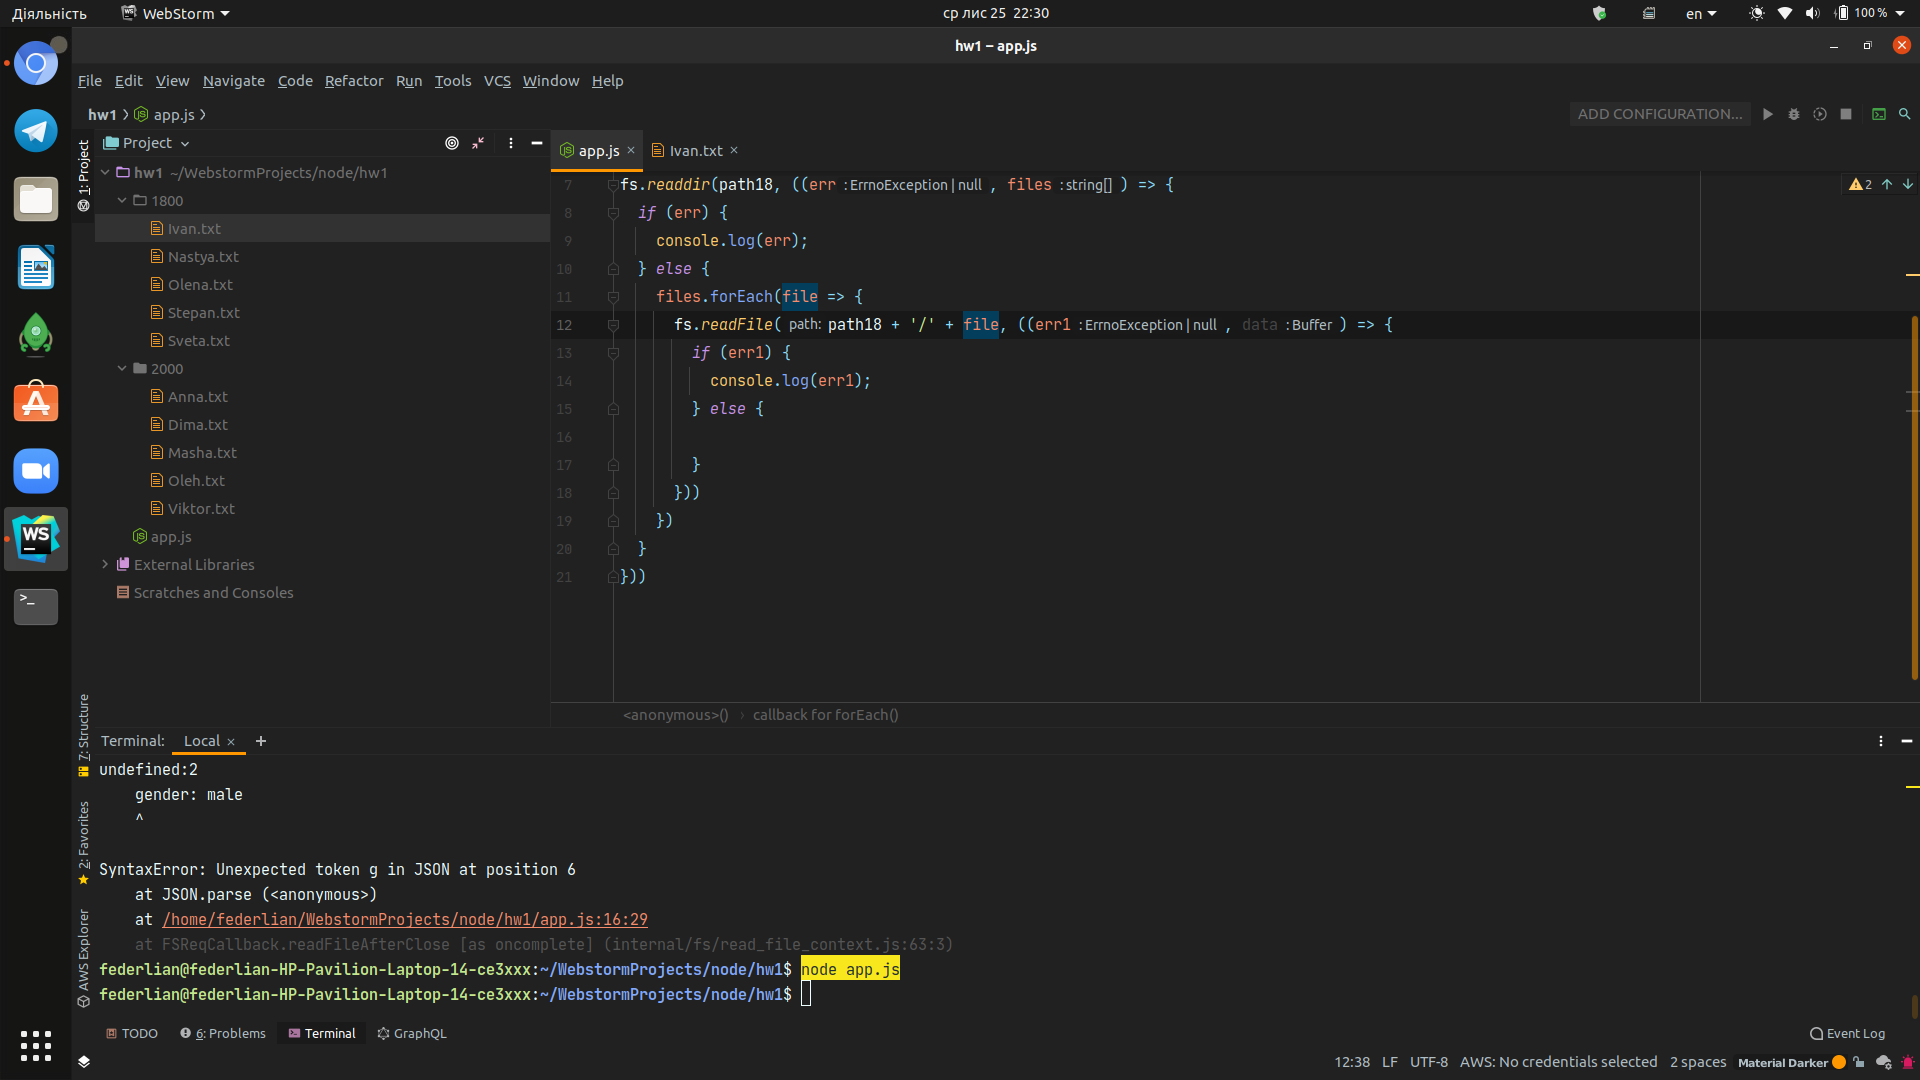 Діяльність
WebStorm
ср лис 25 22:30
en
100 %
hw1 – app.js
File Edit View Navigate Code Refactor Run Tools VCS Window Help
hw1 app.js
ADD CONFIGURATION...
1: Project
Project
hw1 ~/WebstormProjects/node/hw1
1800
Ivan.txt
Nastya.txt
Olena.txt
Stepan.txt
Sveta.txt
2000
Anna.txt
Dima.txt
Masha.txt
Oleh.txt
Viktor.txt
app.js
External Libraries
Scratches and Consoles
app.js
Ivan.txt
2
7 fs.readdir(path18, ((err : ErrnoException | null , files : string[] ) => {
8 if (err) {
9 console.log(err);
10 } else {
11 files.forEach(file => {
12 fs.readFile( path: path18 + '/' + file, ((err1 : ErrnoException | null , data : Buffer ) => {
13 if (err1) {
14 console.log(err1);
15 } else {
16
17 }
18 }))
19 })
20 }
21 }))
<anonymous>() callback for forEach()
7: Structure
2: Favorites
AWS Explorer
Terminal: Local
undefined:2
gender: male
^
SyntaxError: Unexpected token g in JSON at position 6
at JSON.parse (<anonymous>)
at /home/federlian/WebstormProjects/node/hw1/app.js:16:29
at FSReqCallback.readFileAfterClose [as oncomplete] (internal/fs/read_file_context.js:63:3)
federlian@federlian-HP-Pavilion-Laptop-14-ce3xxx:~/WebstormProjects/node/hw1$ node app.js
federlian@federlian-HP-Pavilion-Laptop-14-ce3xxx:~/WebstormProjects/node/hw1$
TODO 6: Problems Terminal GraphQL
Event Log
12:38 LF UTF-8 AWS: No credentials selected 2 spaces Material Darker
WS